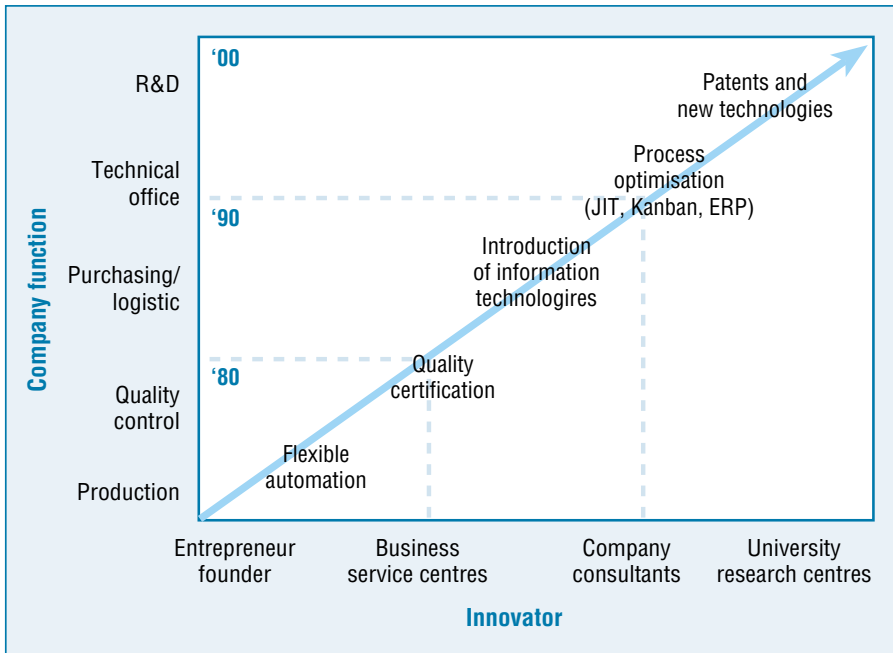 Company function
R&D
Technical
office
Purchasing/
logistic
Quality
control
Production
‘00
‘90
‘80
Patents and
new technologies
Process
optimisation
(JIT, Kanban, ERP)
Introduction
of information
technologires
Quality
certification
Flexible
automation
Entrepreneur
founder
Business
service centres
Company
consultants
University
research centres
Innovator